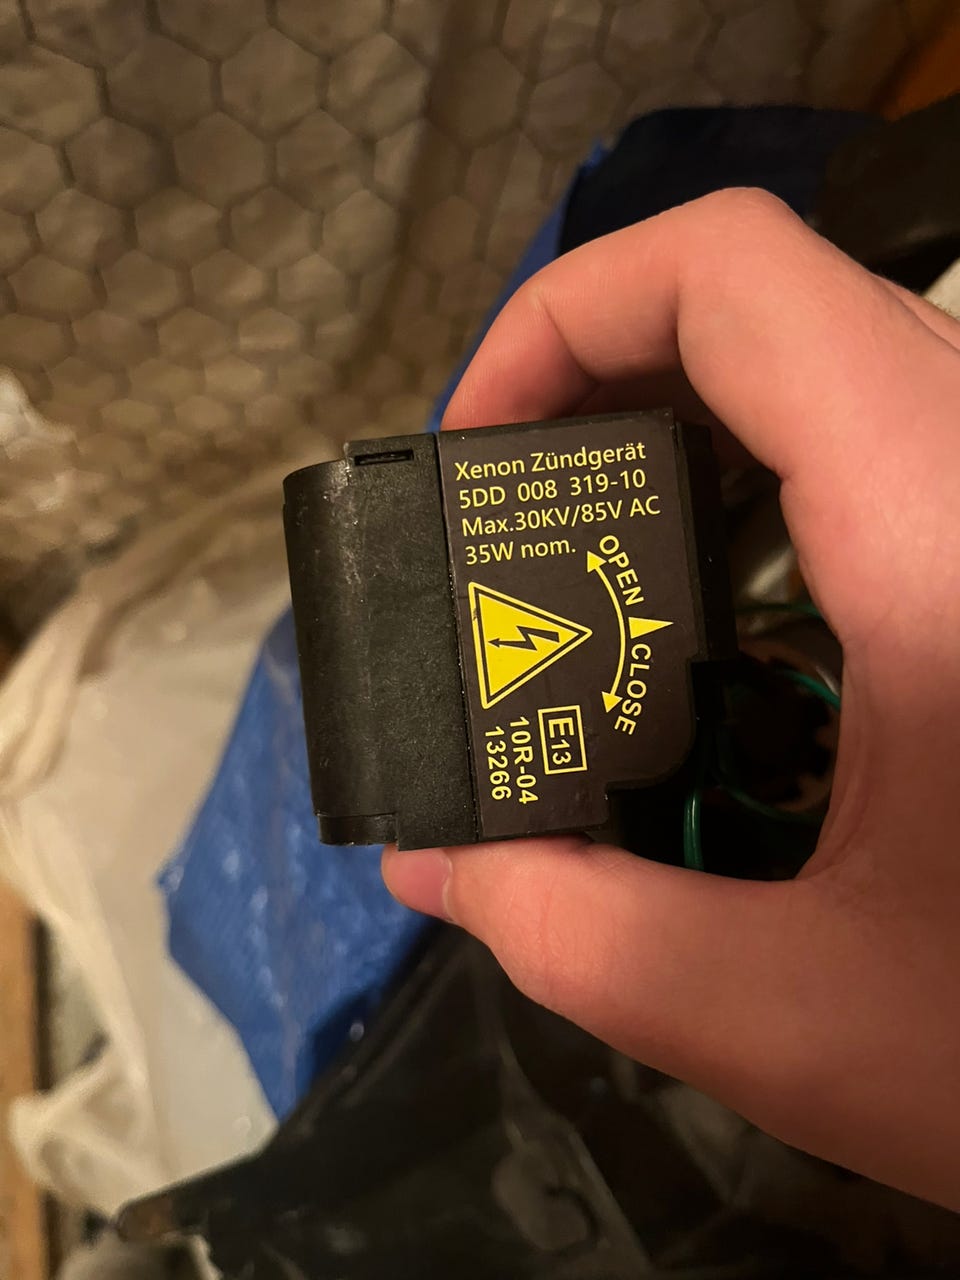 Xenon Zündgerät
5DD 008 319-10
Max.30KV/85V AC
35W nom.
OPEN
CLOSE
E13
10R-04
13266